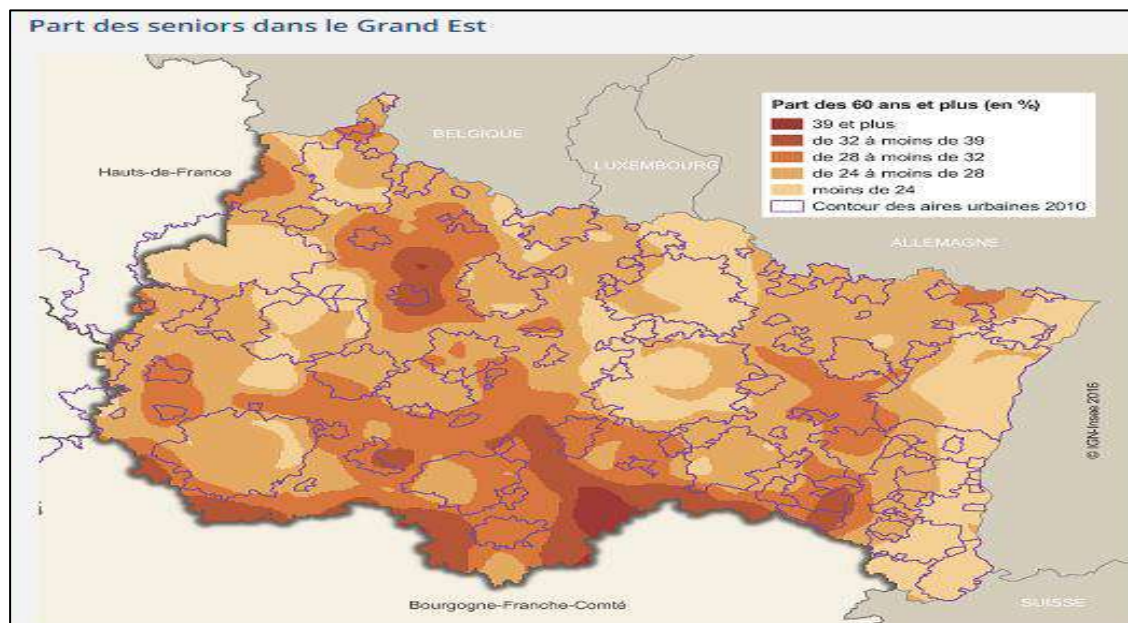 Part des seniors dans le Grand Est
Part des 60 ans et plus (en %)
39 et plus
de 32 à moins de 39
de 28 à moins de 32
de 24 à moins de 28
moins de 24
Contour des aires urbaines 2010
BELGIQUE
LUXEMBOURG
Hauts-de-France
ALLEMAGNE
© IGN-Insee 2016
Bourgogne-Franche-Comté
SUISSE